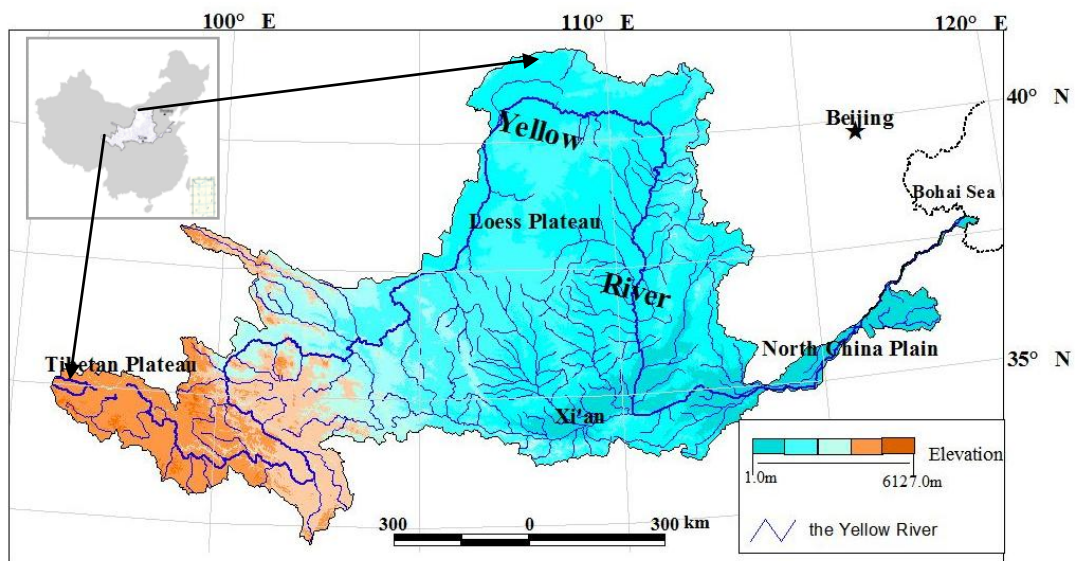 100° E
110° E
120° E
40° N
Beijing
Yellow
Bohai Sea
Loess Plateau
River
Tibetan Plateau
North China Plain
35° N
Xi'an
Elevation
1.0m
6127.0m
300
0
300 km
the Yellow River